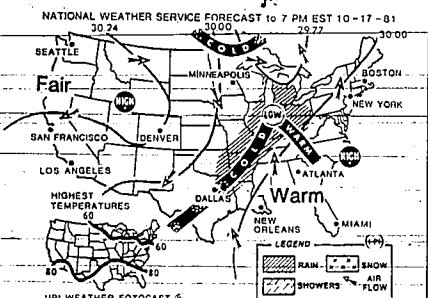 NATIONAL WEATHER SERVICE FORECAST to 7 PM EST 10-17-81
30.24
30.00
29.77
30.00
SEATTLE
COLD
MINNEAPOLIS
BOSTON
Fair
NEW YORK
HIGH
LOW
SAN FRANCISCO
DENVER
COLD
WARM
HIGH
LOS ANGELES
ATLANTA
HIGHEST
TEMPERATURES
DALLAS
Warm
60
NEW
ORLEANS
MIAMI
60
LEGEND
RAIN
SNOW
80
80
SHOWERS
AIR
FLOW
UPI WEATHER FOTOCAST ©